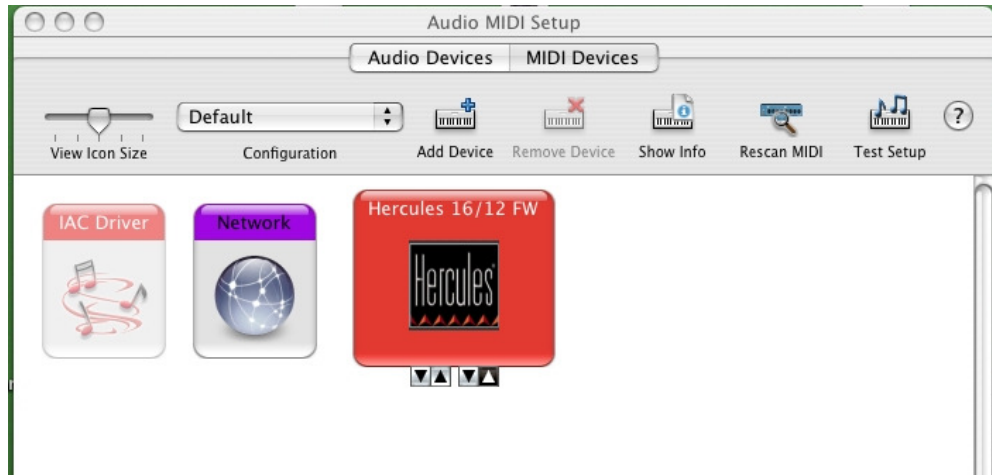 Audio MIDI Setup
Audio Devices MIDI Devices
Default
View Icon Size Configuration Add Device Remove Device Show Info Rescan MIDI Test Setup ?
IAC Driver Network Hercules 16/12 FW
Hercules